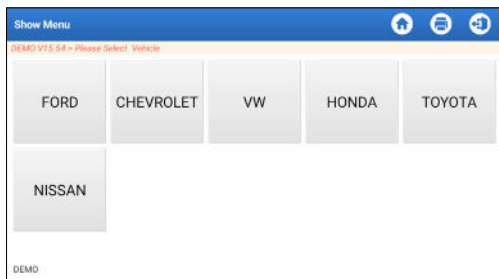 Show Menu
DEMO V15.54 > Please Select Vehicle
FORD CHEVROLET VW HONDA TOYOTA
NISSAN
DEMO